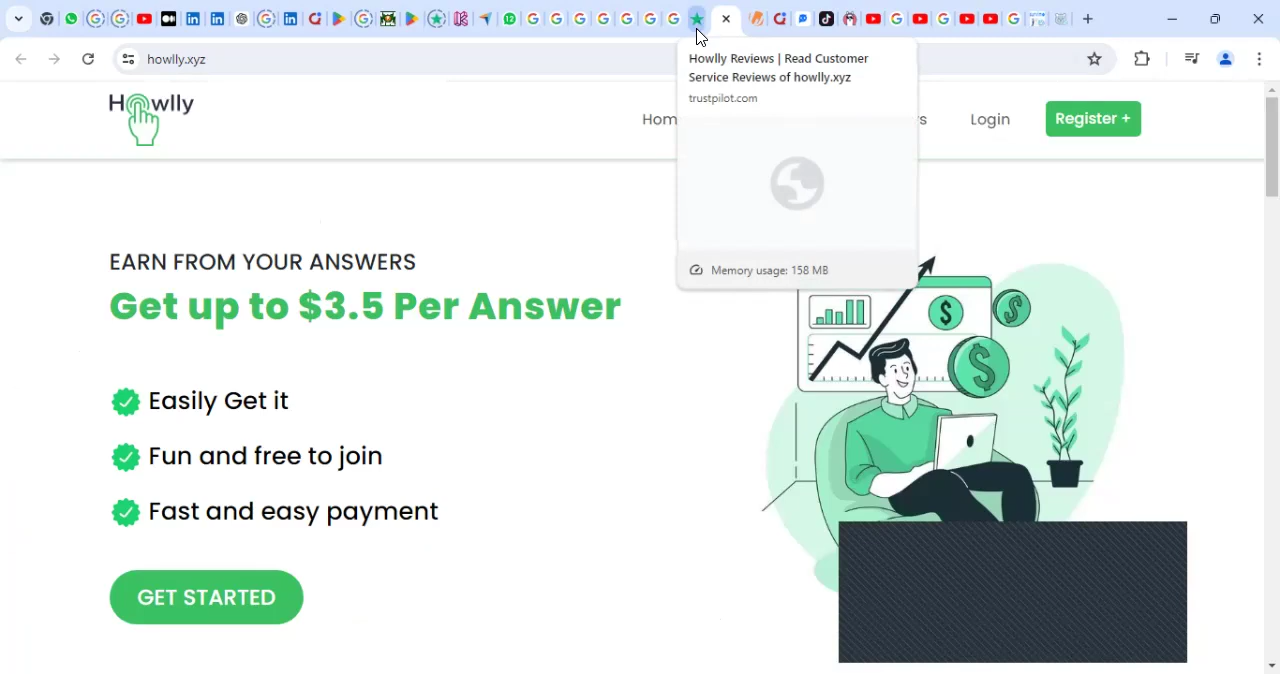 howlly.xyz
Howlly Reviews | Read Customer
Service Reviews of howlly.xyz
trustpilot.com
Memory usage: 158 MB
Howlly
Login
Register +
EARN FROM YOUR ANSWERS
Get up to $3.5 Per Answer
Easily Get it
Fun and free to join
Fast and easy payment
GET STARTED